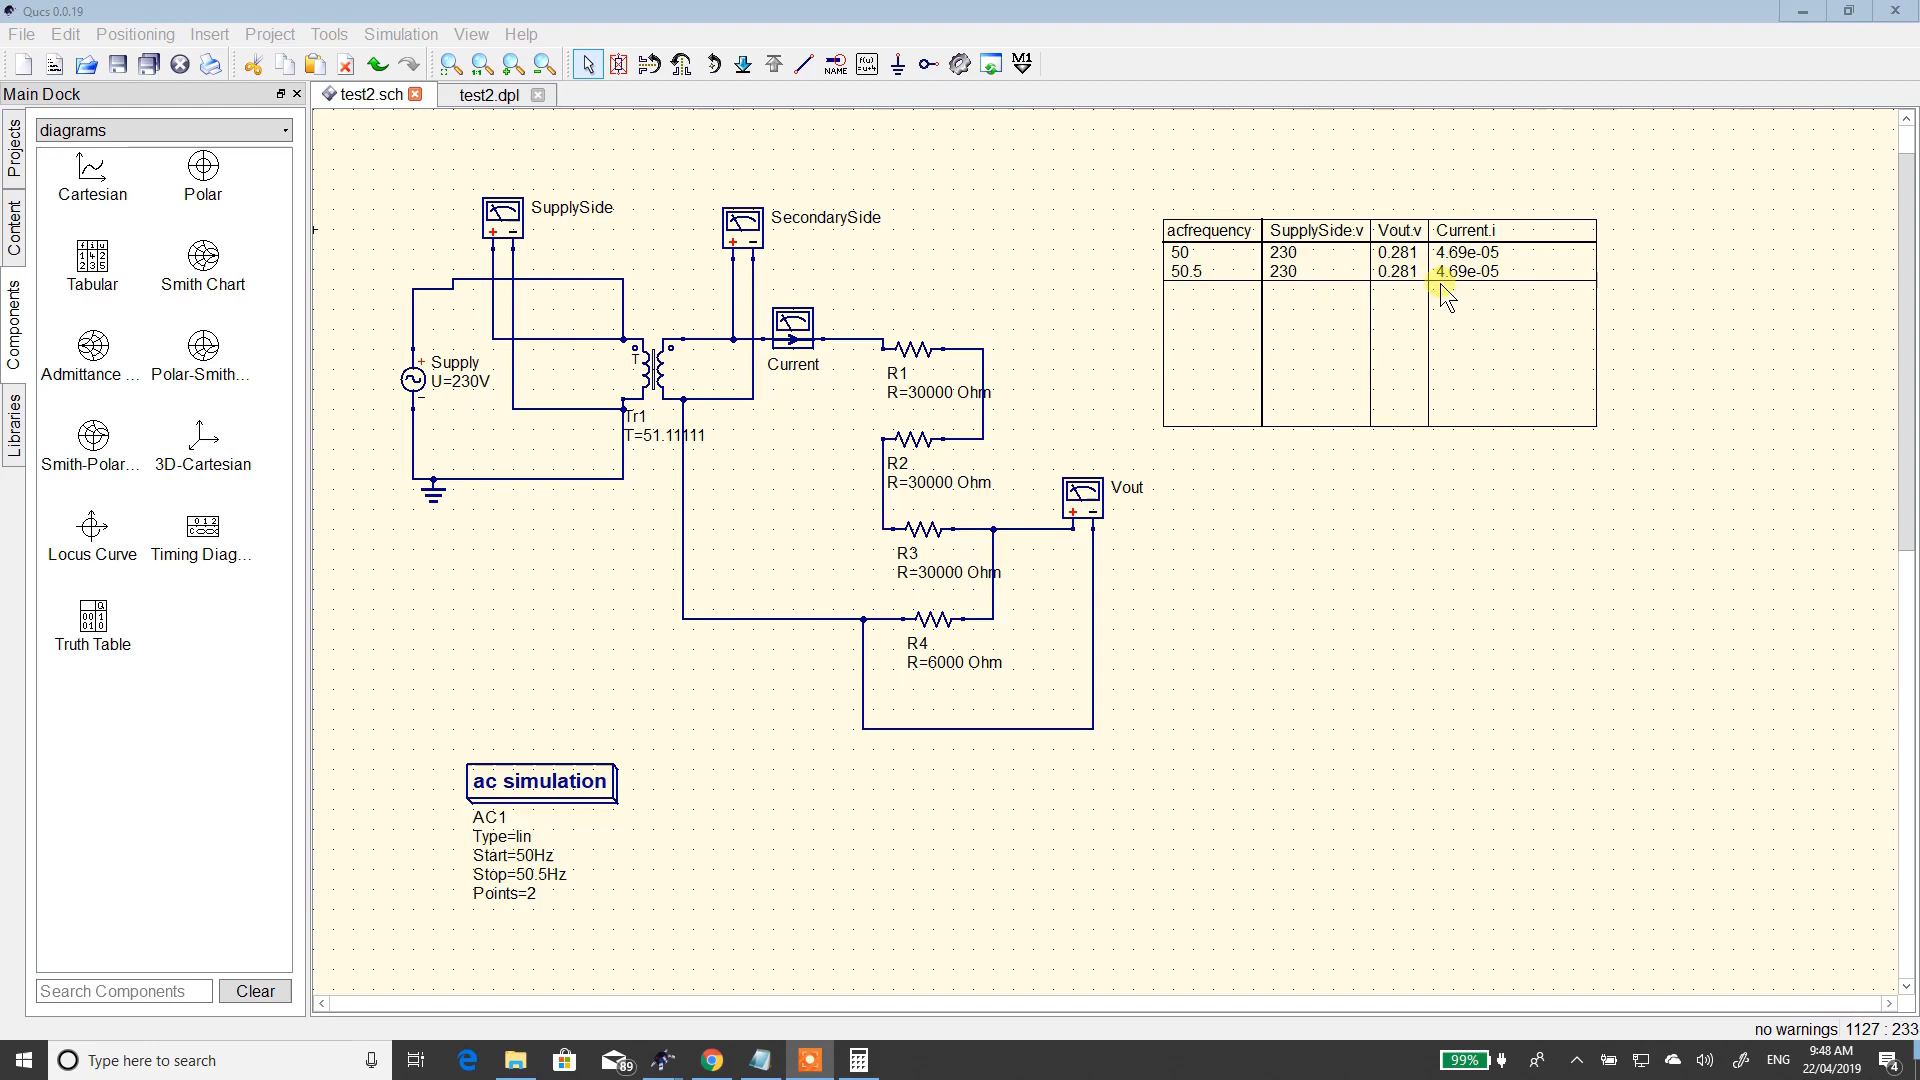 Qucs 0.0.19
File Edit Positioning Insert Project Tools Simulation View Help
NAME
M1
Main Dock
test2.sch
test2.dpl
Projects
Content
Components
Libraries
diagrams
Cartesian
Polar
Tabular
Smith Chart
Admittance ...
Polar-Smith...
Smith-Polar...
3D-Cartesian
Locus Curve
Timing Diag...
Truth Table
Search Components
Clear
SupplySide
SecondarySide
Supply
U=230V
T
Tr1
T=51.11111
Current
R1
R=30000 Ohm
R2
R=30000 Ohm
R3
R=30000 Ohm
R4
R=6000 Ohm
Vout
acfrequency SupplySide.v Vout.v Current.i
50 230 0.281 4.69e-05
50.5 230 0.281 4.69e-05
ac simulation
AC1
Type=lin
Start=50Hz
Stop=50.5Hz
Points=2
no warnings 1127 : 233
Type here to search
89
99%
ENG
9:48 AM
22/04/2019
4